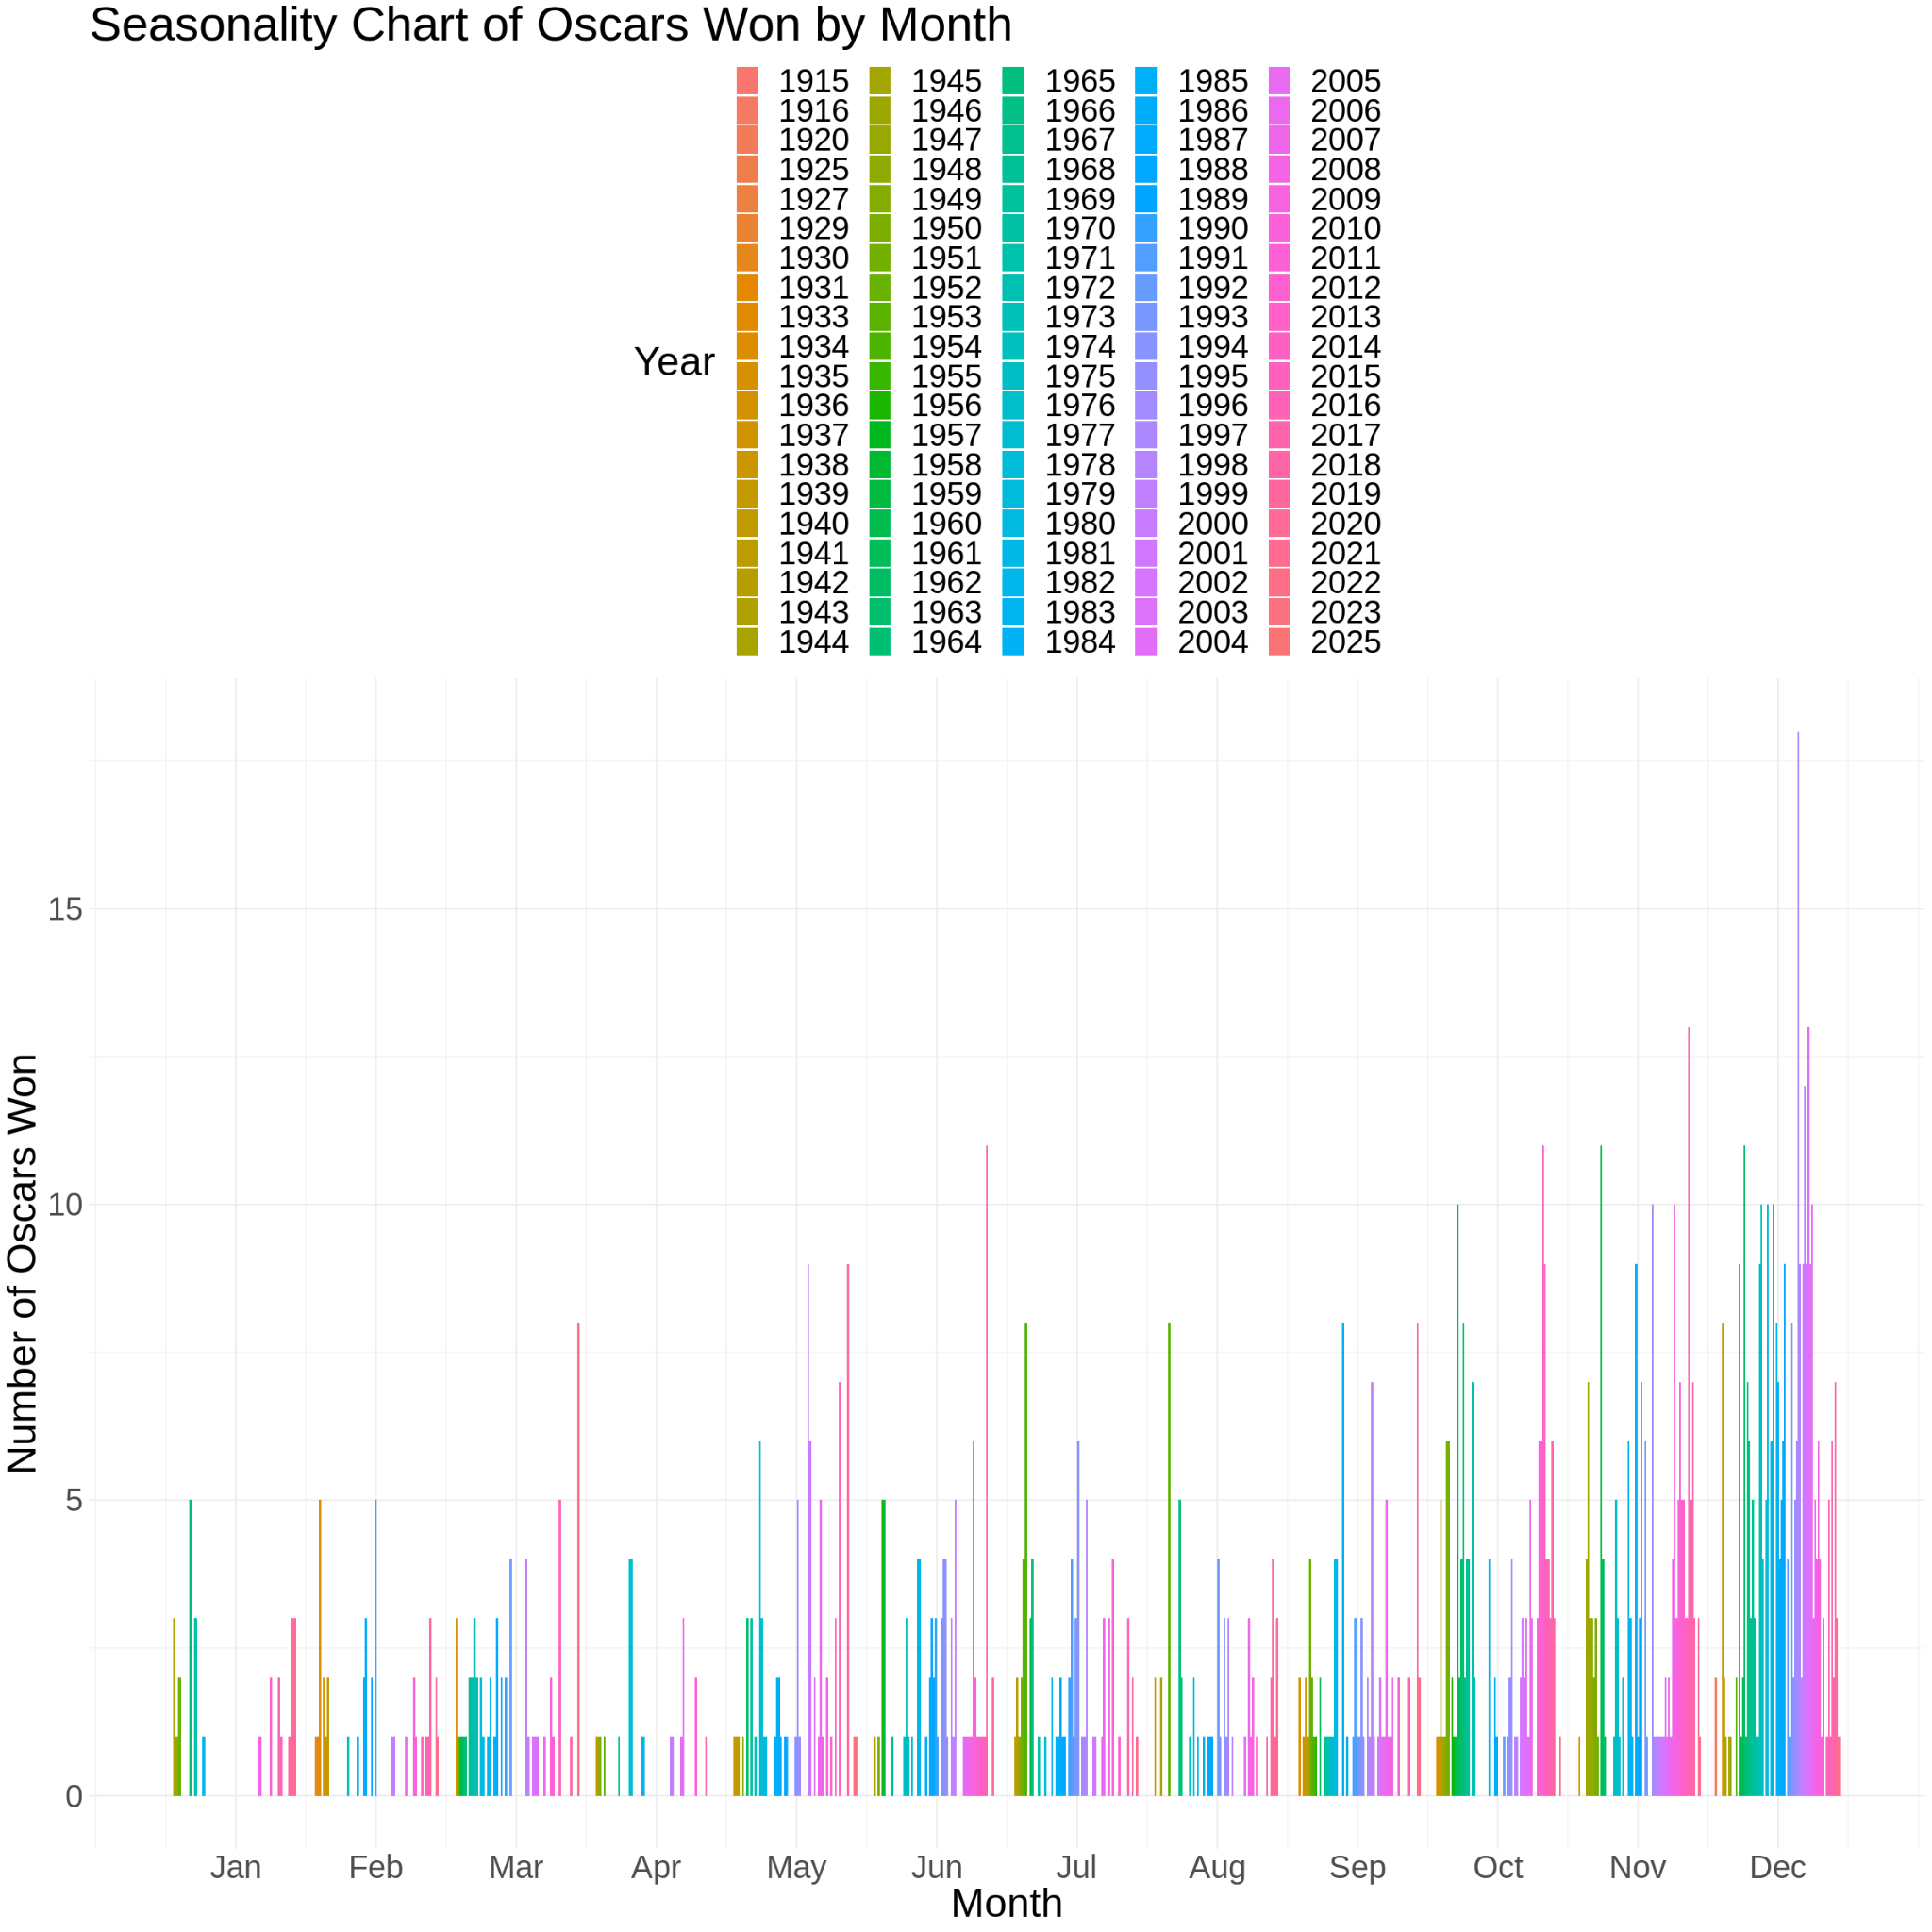 Seasonality Chart of Oscars Won by Month
Year
1915 1945 1965 1985 2005
1916 1946 1966 1986 2006
1920 1947 1967 1987 2007
1925 1948 1968 1988 2008
1927 1949 1969 1989 2009
1929 1950 1970 1990 2010
1930 1951 1971 1991 2011
1931 1952 1972 1992 2012
1933 1953 1973 1993 2013
1934 1954 1974 1994 2014
1935 1955 1975 1995 2015
1936 1956 1976 1996 2016
1937 1957 1977 1997 2017
1938 1958 1978 1998 2018
1939 1959 1979 1999 2019
1940 1960 1980 2000 2020
1941 1961 1981 2001 2021
1942 1962 1982 2002 2022
1943 1963 1983 2003 2023
1944 1964 1984 2004 2025
Number of Oscars Won
15
10
5
0
Jan Feb Mar Apr May Jun Jul Aug Sep Oct Nov Dec
Month